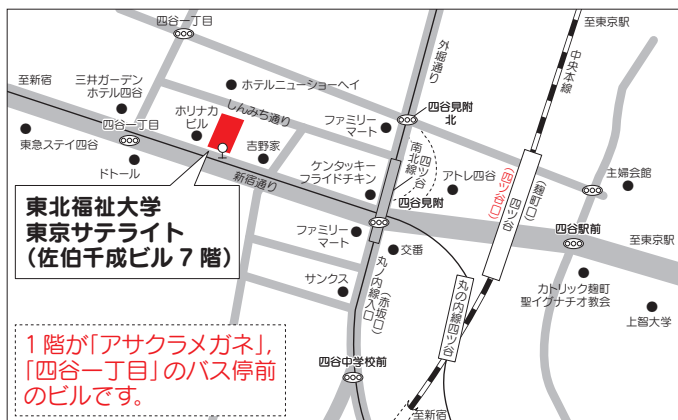 四谷一丁目
至東京駅
外堀通り
中央本線
至新宿
三井ガーデン
ホテル四谷
ホテルニューショーヘイ
しんみち通り
四谷見附
北
ホリナカ
ビル
ファミリー
マート
四谷一丁目
東急ステイ四谷
吉野家
四ツ谷
南北線
アトレ四谷
(四ツ谷口)
(麹町口)
四ツ谷
主婦会館
ドトール
ケンタッキー
フライドチキン
新宿通り
四谷見附
東北福祉大学
東京サテライト
(佐伯千成ビル 7 階)
ファミリー
マート
交番
四谷駅前
至東京駅
サンクス
丸ノ内線入口
(赤坂口)
丸の内線四ツ谷
カトリック麹町
聖イグナチオ教会
上智大学
1 階が「アサクラメガネ」,
「四谷一丁目」のバス停前
のビルです。
四谷中学校前
至新宿